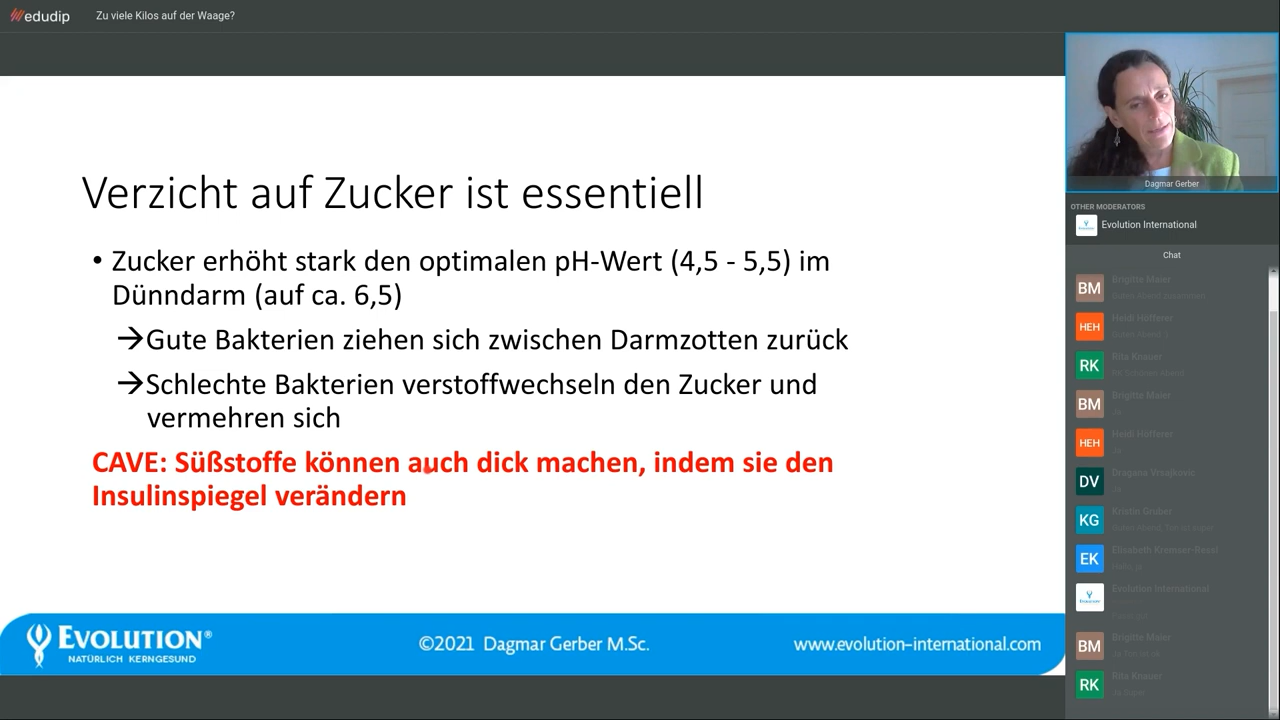 edudip
Zu viele Kilos auf der Waage?
Verzicht auf Zucker ist essentiell
• Zucker erhöht stark den optimalen pH-Wert (4,5 - 5,5) im
Dünndarm (auf ca. 6,5)
→Gute Bakterien ziehen sich zwischen Darmzotten zurück
→Schlechte Bakterien verstoffwechseln den Zucker und
vermehren sich
CAVE: Süßstoffe können auch dick machen, indem sie den
Insulinspiegel verändern
EVOLUTION®
NATÜRLICH KERNGESUND
©2021 Dagmar Gerber M.Sc.
www.evolution-international.com
Dagmar Gerber
OTHER MODERATORS
Evolution International
Chat
BM
Brigitte Maier
HEH
Heidi Höfferer
RK
Rita Knauer
BM
Brigitte Maier
Ja
HEH
Heidi Höfferer
Ja
DV
Dragana Vrsajkovic
Ja
KG
Kristin Gruber
EK
Evolution International
BM
Brigitte Maier
RK
Rita Knauer